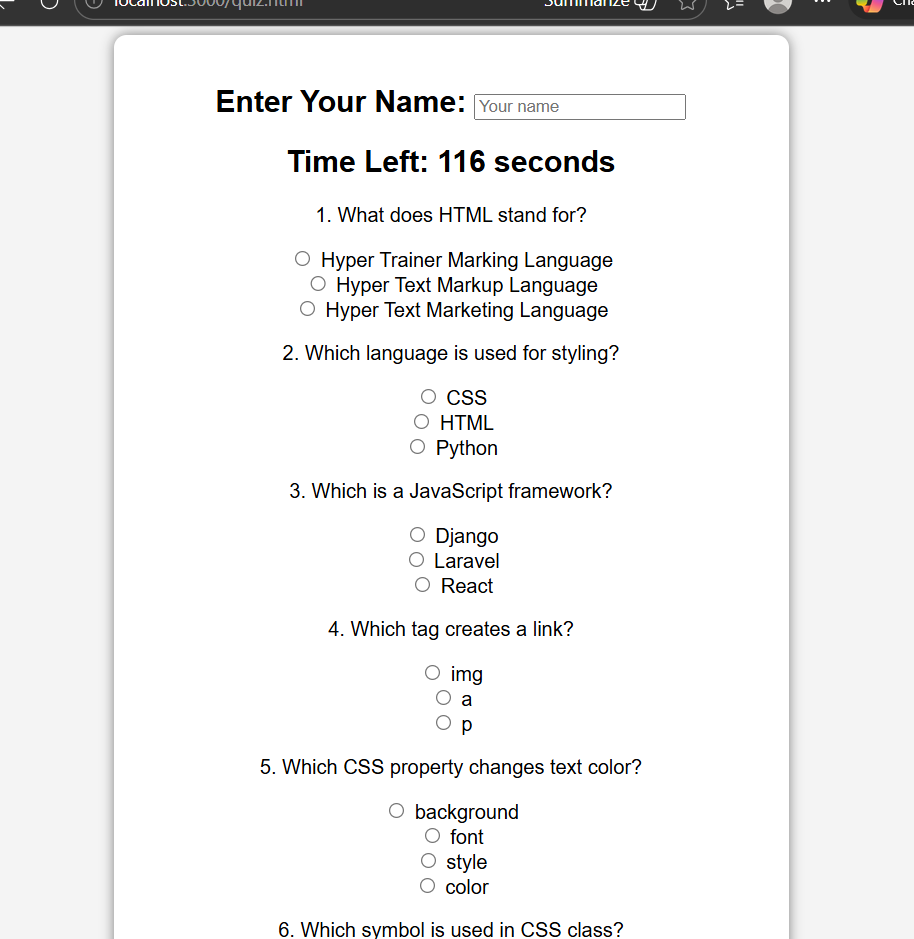 localhost:3000/quiz.html
Summarize
Enter Your Name: Your name
Time Left: 116 seconds
1. What does HTML stand for?
Hyper Trainer Marking Language
Hyper Text Markup Language
Hyper Text Marketing Language
2. Which language is used for styling?
CSS
HTML
Python
3. Which is a JavaScript framework?
Django
Laravel
React
4. Which tag creates a link?
img
a
p
5. Which CSS property changes text color?
background
font
style
color
6. Which symbol is used in CSS class?